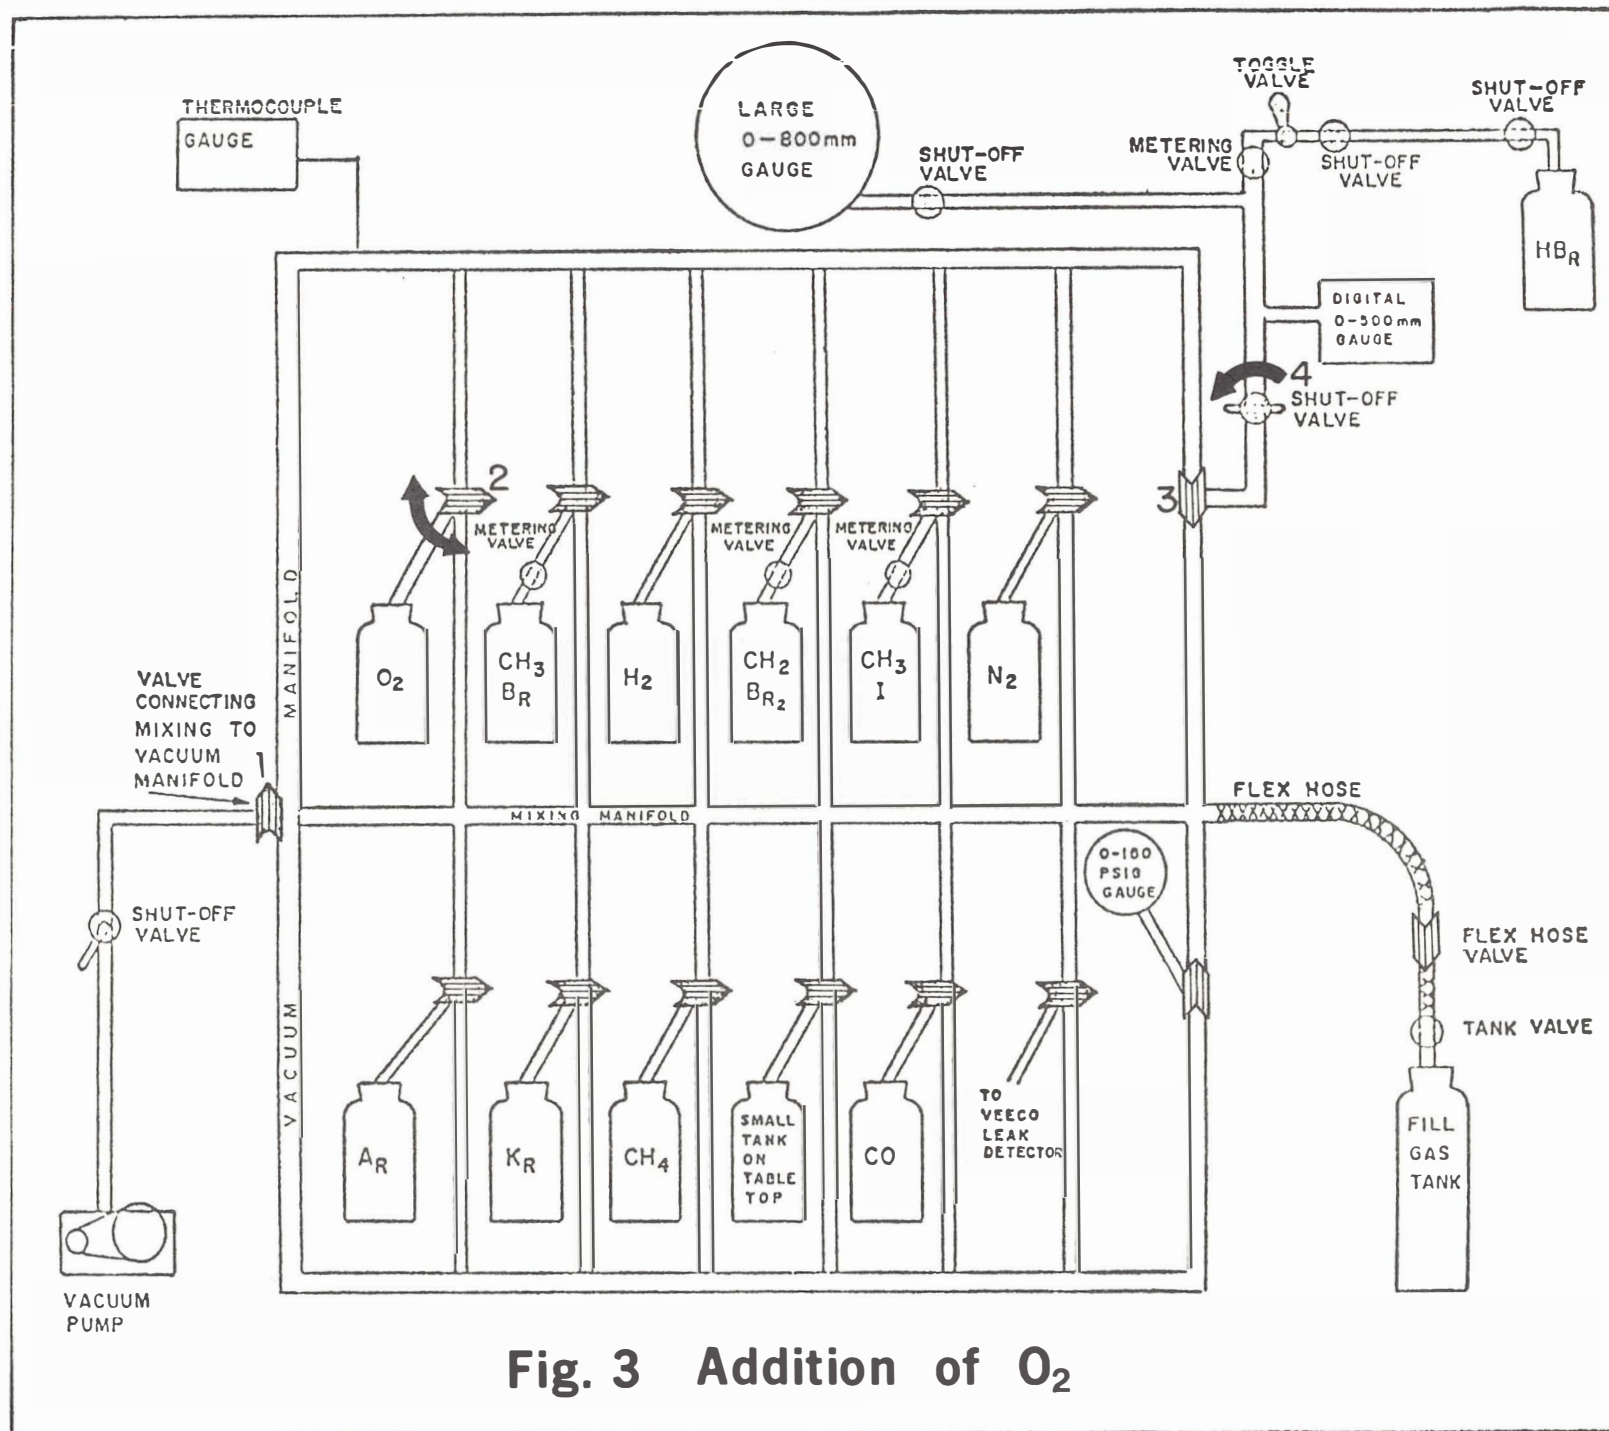 THERMOCOUPLE
GAUGE
LARGE
0-800mm
GAUGE
SHUT-OFF
VALVE
TOGGLE
VALVE
METERING
VALVE
SHUT-OFF
VALVE
SHUT-OFF
VALVE
HBR
DIGITAL
0-500mm
GAUGE
4
SHUT-OFF
VALVE
2
3
METERING
VALVE
METERING
VALVE
METERING
VALVE
O2
CH3
BR
H2
CH2
BR2
CH3
I
N2
MANIFOLD
VACUUM
VALVE
CONNECTING
MIXING TO
VACUUM
MANIFOLD
1
MIXING MANIFOLD
FLEX HOSE
0-160
PSIG
GAUGE
SHUT-OFF
VALVE
FLEX HOSE
VALVE
TANK VALVE
AR
KR
CH4
SMALL
TANK
ON
TABLE
TOP
CO
TO
VEECO
LEAK
DETECTOR
FILL
GAS
TANK
VACUUM
PUMP
Fig. 3 Addition of O2